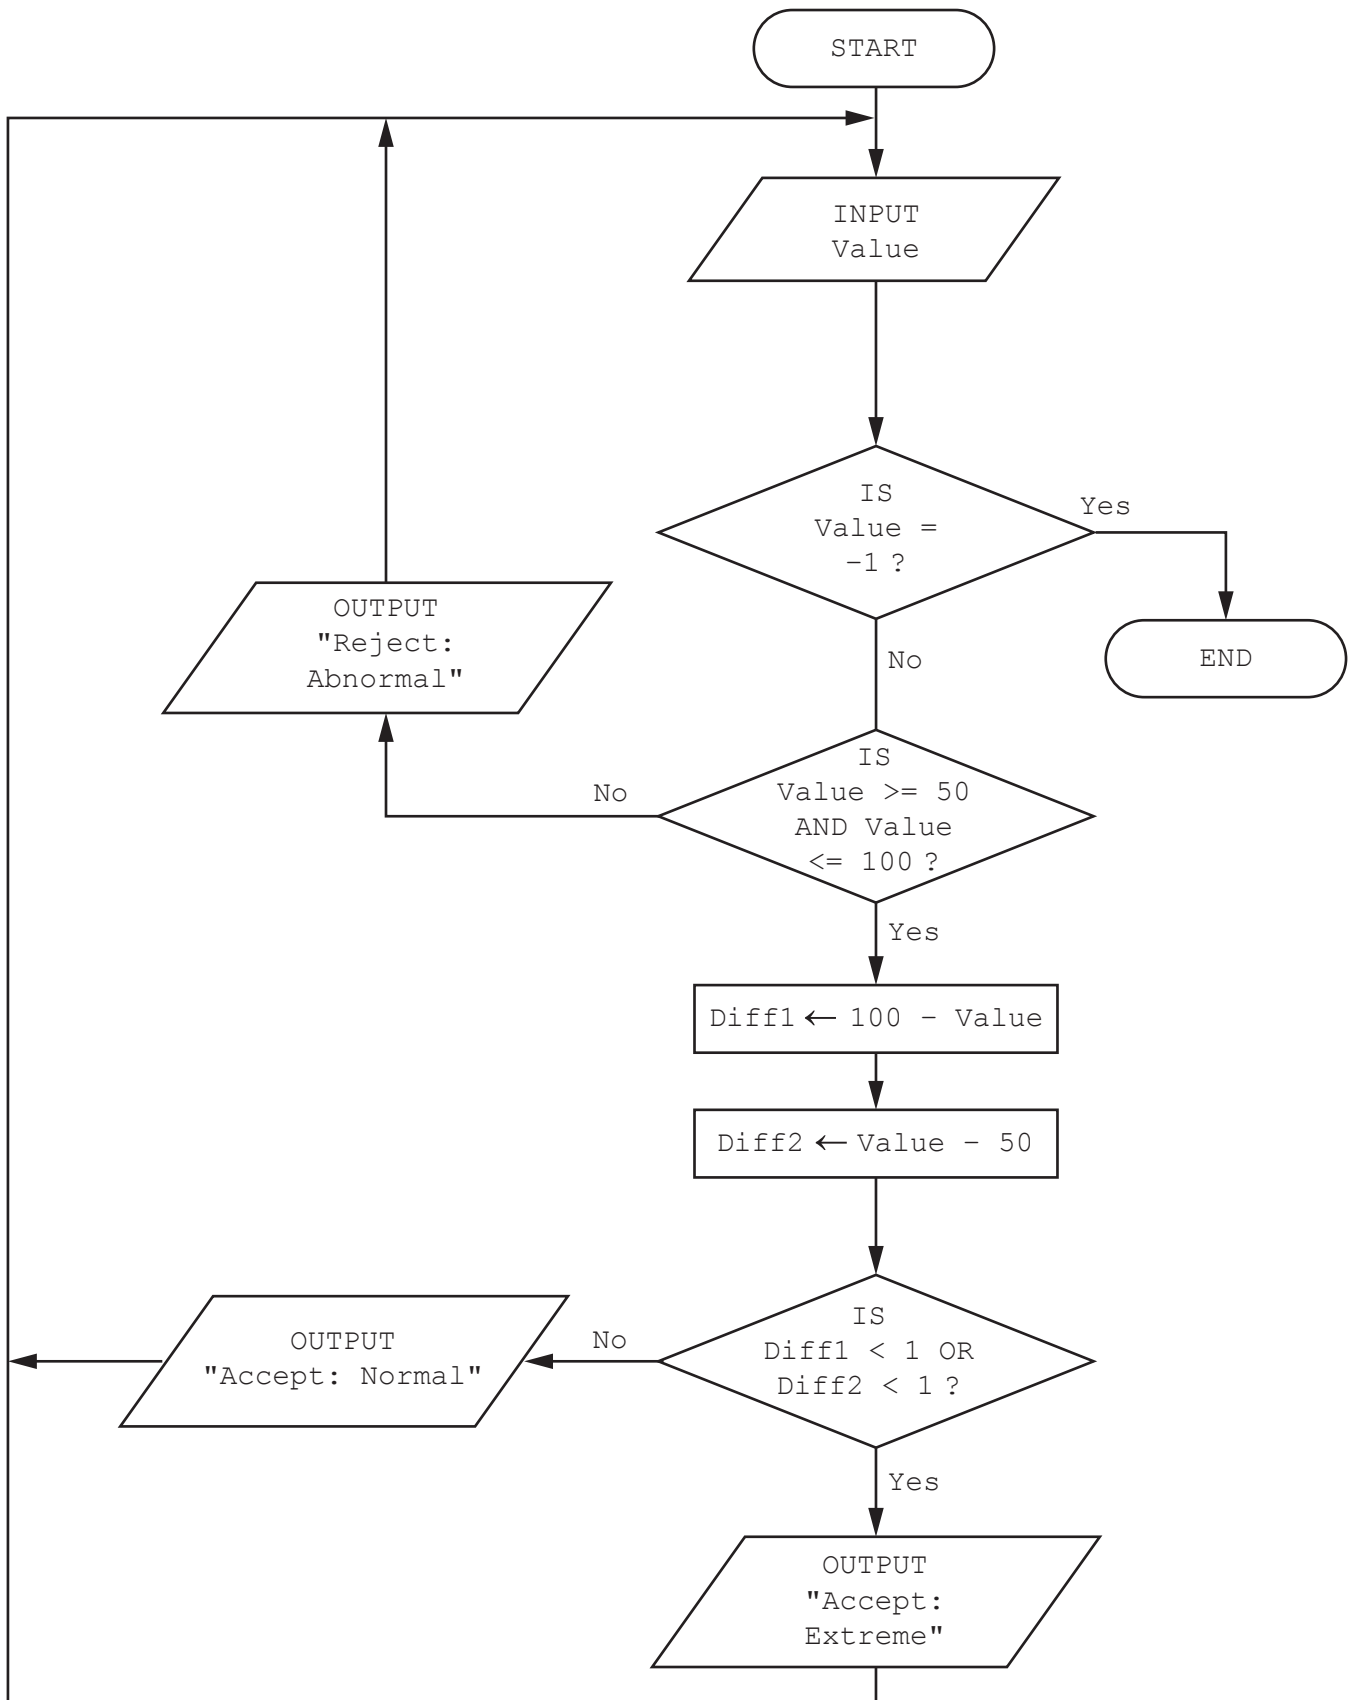 START
INPUT
Value
IS
Value =
–1 ?
Yes
END
No
OUTPUT
"Reject:
Abnormal"
No
IS
Value >= 50
AND Value
<= 100 ?
Yes
Diff1 ← 100 – Value
Diff2 ← Value – 50
IS
Diff1 < 1 OR
Diff2 < 1 ?
No
OUTPUT
"Accept: Normal"
Yes
OUTPUT
"Accept:
Extreme"